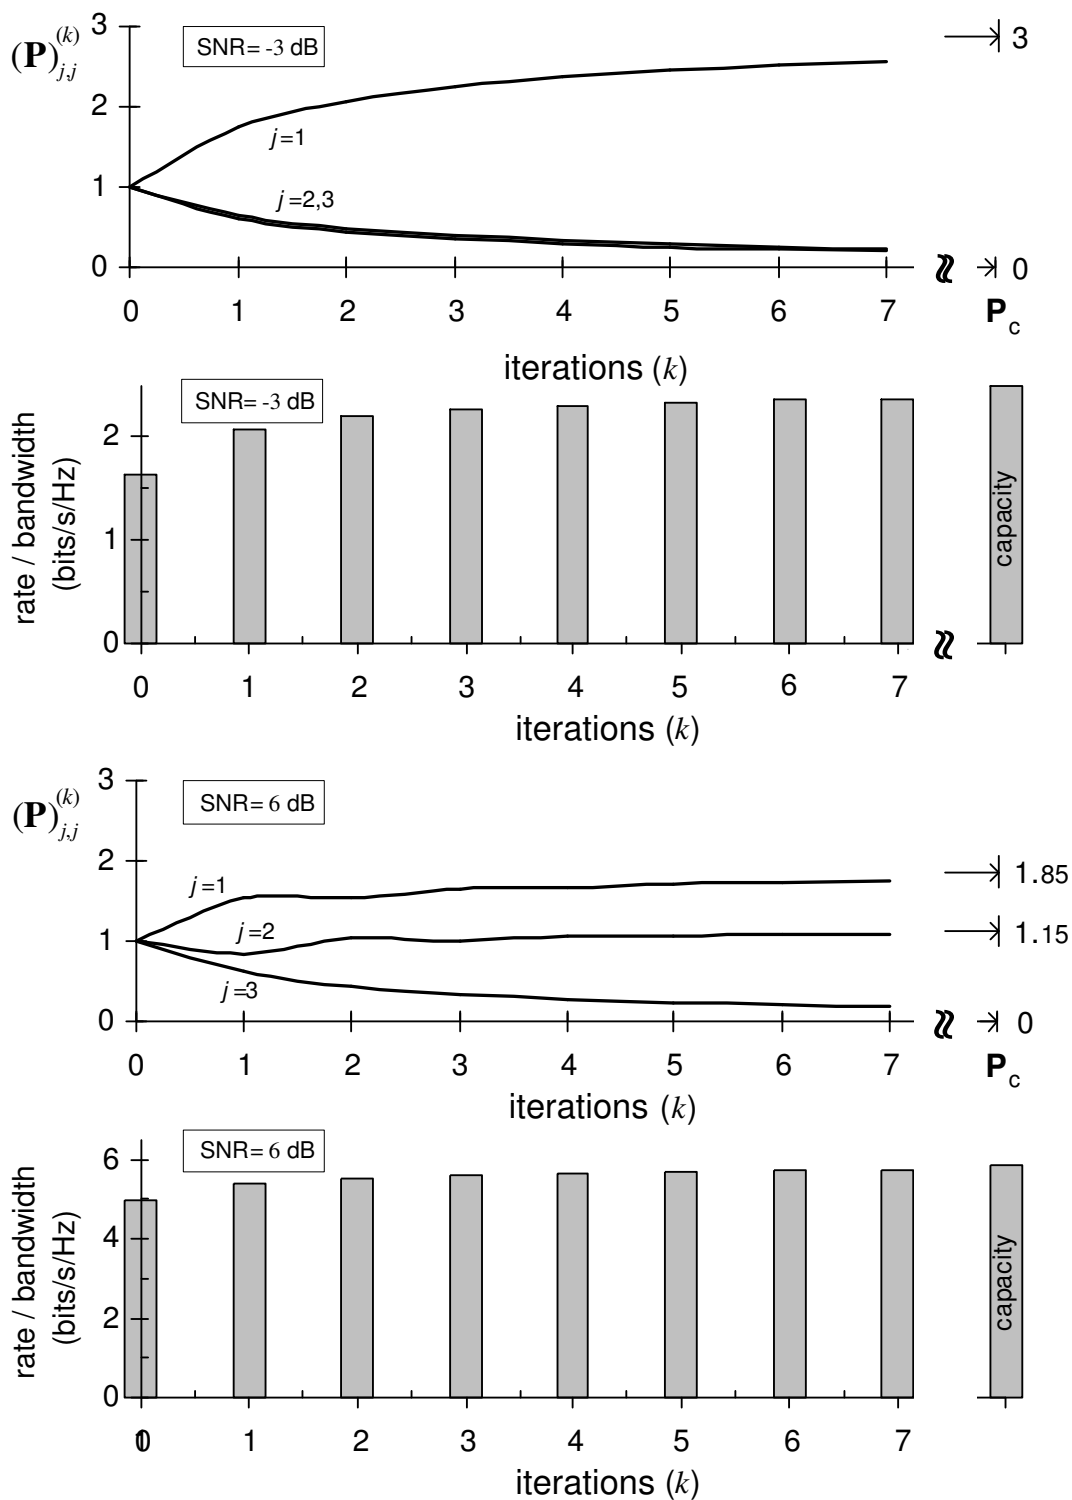 3
(P)j,j(k)
SNR= -3 dB
3
2
j=1
1
j=2,3
0
0
0 1 2 3 4 5 6 7
Pc
iterations (k)
SNR= -3 dB
rate / bandwidth
(bits/s/Hz)
2
1
0
capacity
0 1 2 3 4 5 6 7
iterations (k)
3
(P)j,j(k)
SNR= 6 dB
2
j=1
1.85
1
j=2
1.15
j=3
0
0
0 1 2 3 4 5 6 7
Pc
iterations (k)
SNR= 6 dB
rate / bandwidth
(bits/s/Hz)
6
4
2
0
capacity
0 1 2 3 4 5 6 7
iterations (k)